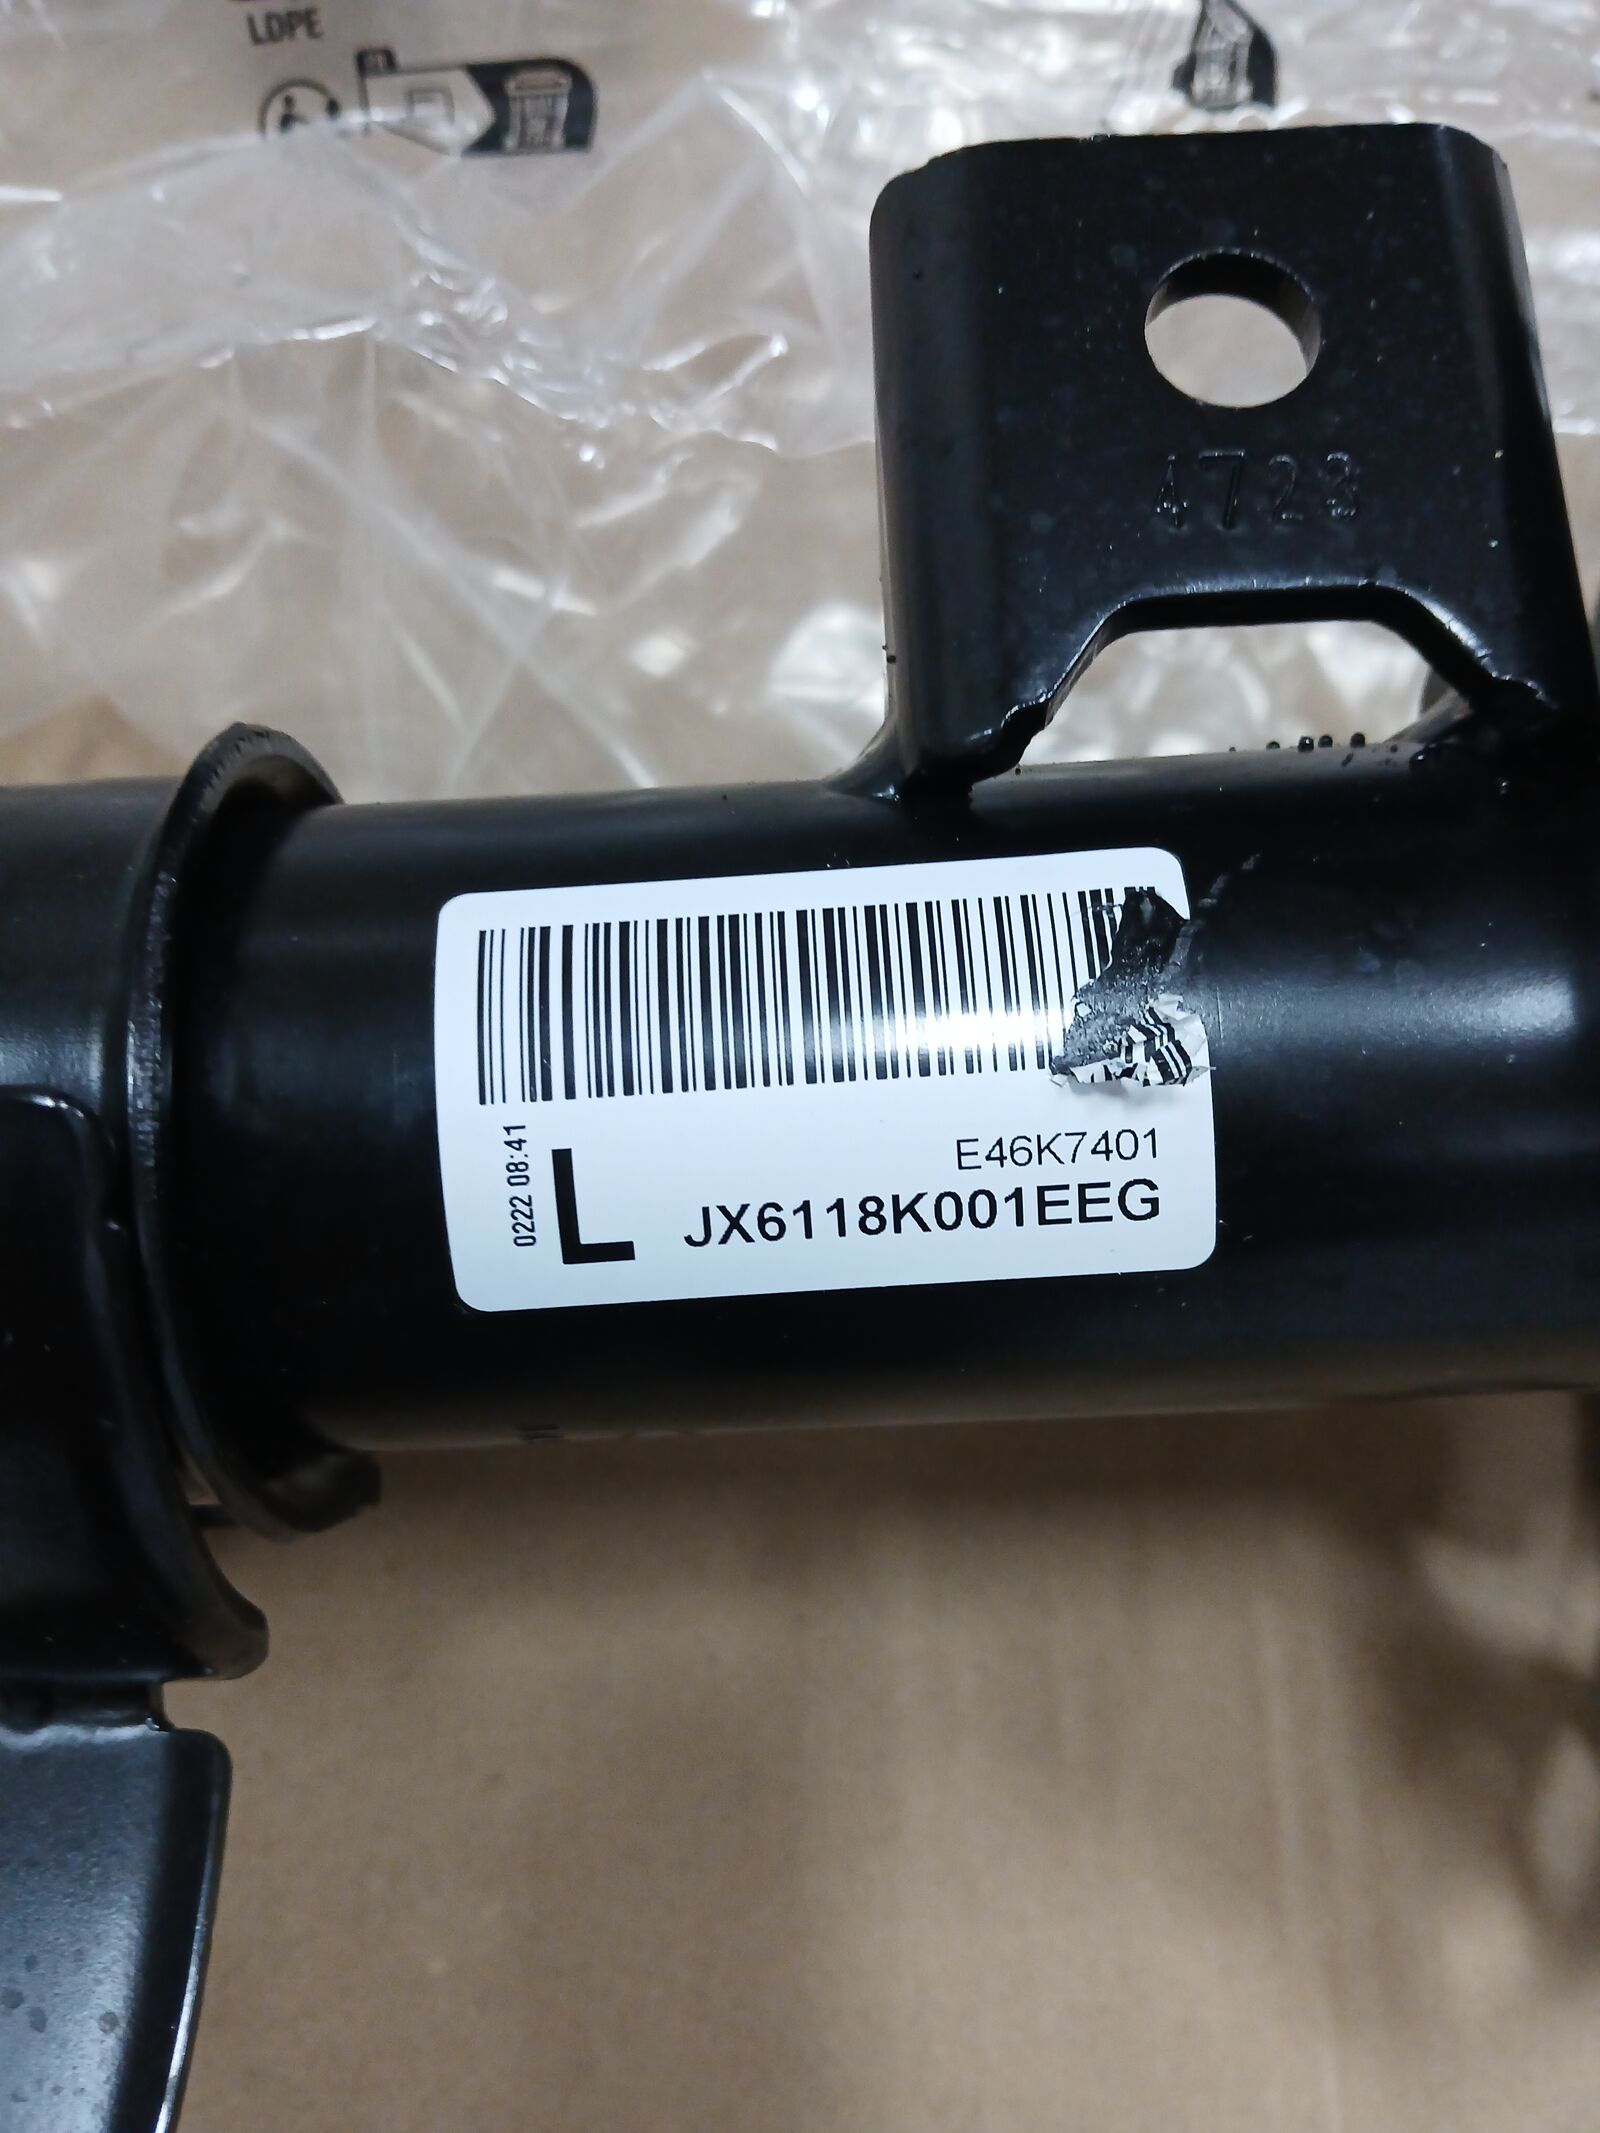 LDPE
4723
0222 08:41
L
E46K7401
JX6118K001EEG